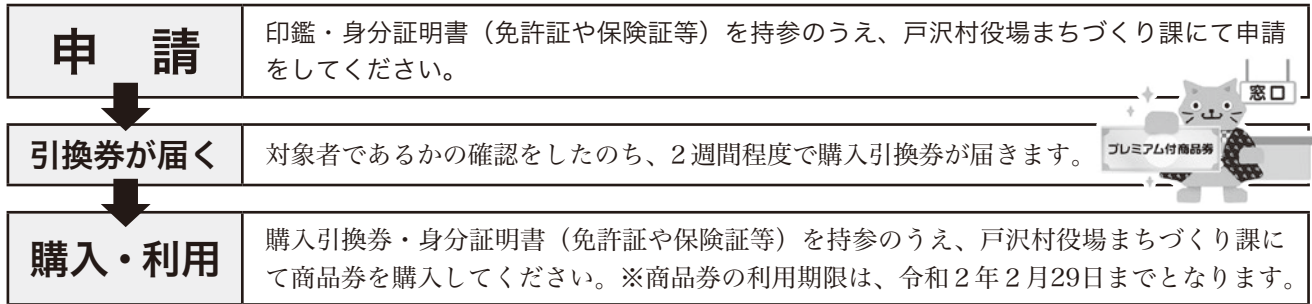 申　請
印鑑・身分証明書（免許証や保険証等）を持参のうえ、戸沢村役場まちづくり課にて申請
をしてください。
窓口
引換券が届く
対象者であるかの確認をしたのち、２週間程度で購入引換券が届きます。
プレミアム付商品券
購入・利用
購入引換券・身分証明書（免許証や保険証等）を持参のうえ、戸沢村役場まちづくり課に
て商品券を購入してください。※商品券の利用期限は、令和２年２月29日までとなります。